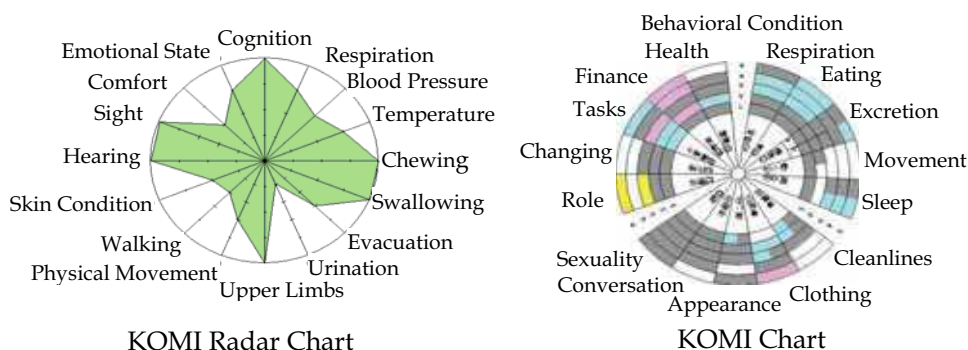 Cognition
Emotional State
Respiration
Comfort
Blood Pressure
Sight
Temperature
Hearing
Chewing
Skin Condition
Swallowing
Walking
Evacuation
Physical Movement
Urination
Upper Limbs
KOMI Radar Chart
Behavioral Condition
Health
Respiration
Finance
Eating
Tasks
Excretion
Changing
Movement
Role
Sleep
Sexuality
Cleanlines
Conversation
Clothing
Appearance
KOMI Chart